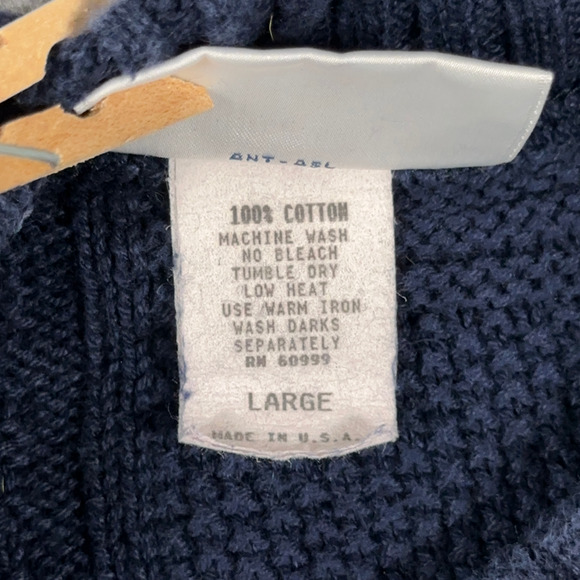 100% COTTON
MACHINE WASH
NO BLEACH
TUMBLE DRY
LOW HEAT
USE WARM IRON
WASH DARKS
SEPARATELY
RN 60999
LARGE
MADE IN U.S.A.